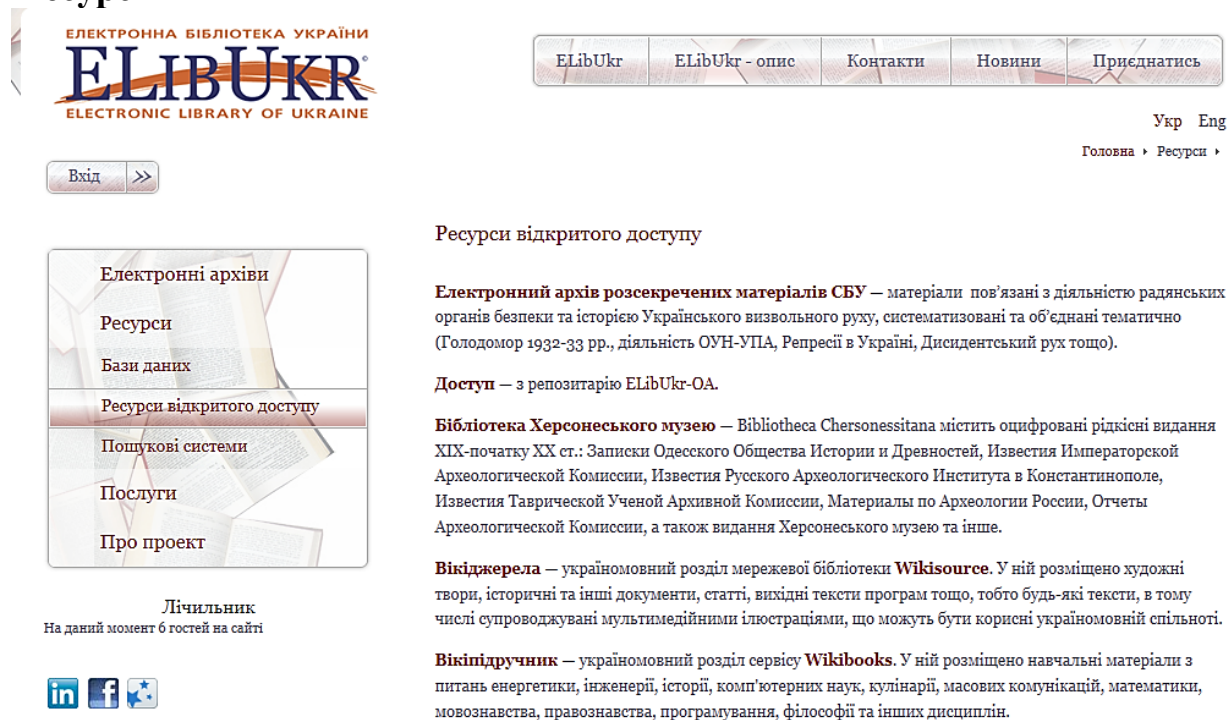 ЕЛЕКТРОННА БІБЛІОТЕКА УКРАЇНИ
ELIBUKR
ELECTRONIC LIBRARY OF UKRAINE
ELibUkr
ELibUkr - опис
Контакти
Новини
Приєднатись
Укр Eng
Головна ▸ Ресурси ▸
Вхід >>
Електронні архіви
Ресурси
Бази даних
Ресурси відкритого доступу
Пошукові системи
Послуги
Про проект
Лічильник
На даний момент 6 гостей на сайті
in f
Ресурси відкритого доступу
Електронний архів розсекречених матеріалів СБУ — матеріали пов’язані з діяльністю радянських
органів безпеки та історією Українського визвольного руху, систематизовані та об’єднані тематично
(Голодомор 1932-33 рр., діяльність ОУН-УПА, Репресії в Україні, Дисидентський рух тощо).
Доступ — з репозитарію ELibUkr-OA.
Бібліотека Херсонеського музею — Bibliotheca Chersonessitana містить оцифровані рідкісні видання
XIX-початку XX ст.: Записки Одесского Общества Истории и Древностей, Известия Императорской
Археологической Комиссии, Известия Русского Археологического Института в Константинополе,
Известия Таврической Ученой Архивной Комиссии, Материалы по Археологии России, Отчеты
Археологической Комиссии, а також видання Херсонеського музею та інше.
Вікіджерела — україномовний розділ мережевої бібліотеки Wikisource. У ній розміщено художні
твори, історичні та інші документи, статті, вихідні тексти програм тощо, тобто будь-які тексти, в тому
числі супроводжувані мультимедійними ілюстраціями, що можуть бути корисні україномовній спільноті.
Вікіпідручник — україномовний розділ сервісу Wikibooks. У ній розміщено навчальні матеріали з
питань енергетики, інженерії, історії, комп'ютерних наук, кулінарії, масових комунікацій, математики,
мовознавства, правознавства, програмування, філософії та інших дисциплін.